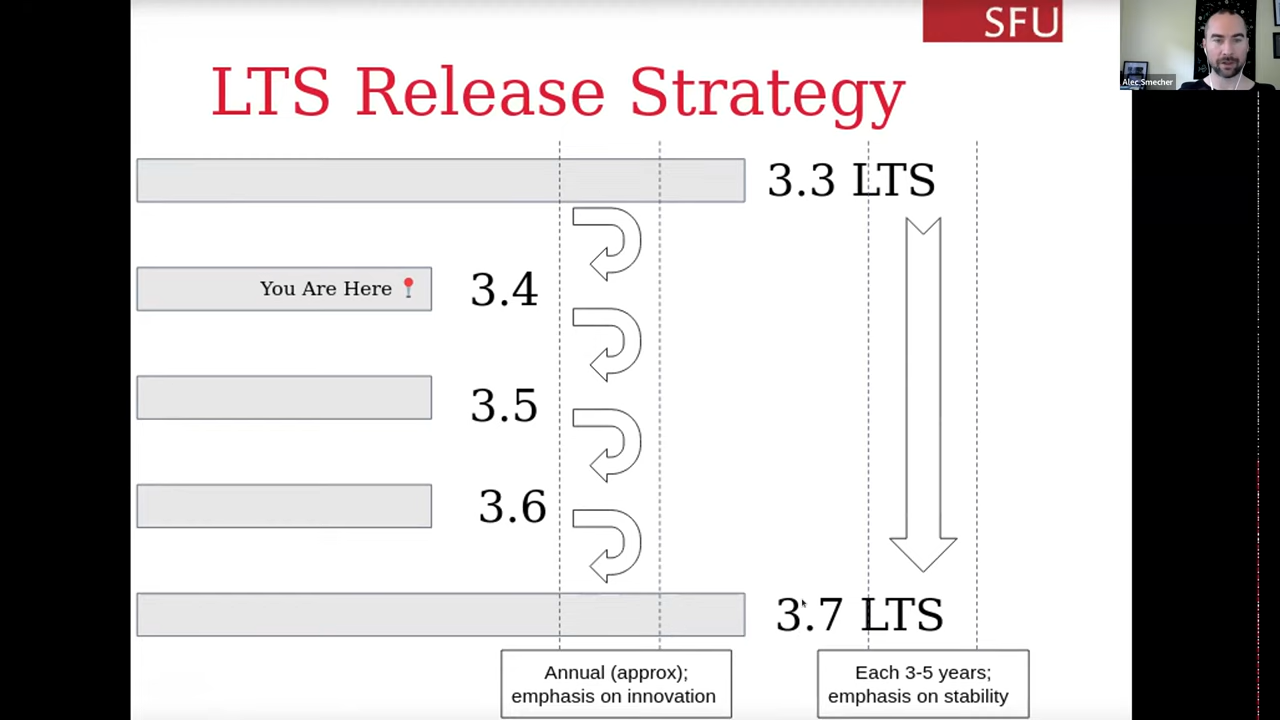 SFU
Alec Smecher
LTS Release Strategy
3.3 LTS
You Are Here
3.4
3.5
3.6
3.7 LTS
Annual (approx);
emphasis on innovation
Each 3-5 years;
emphasis on stability